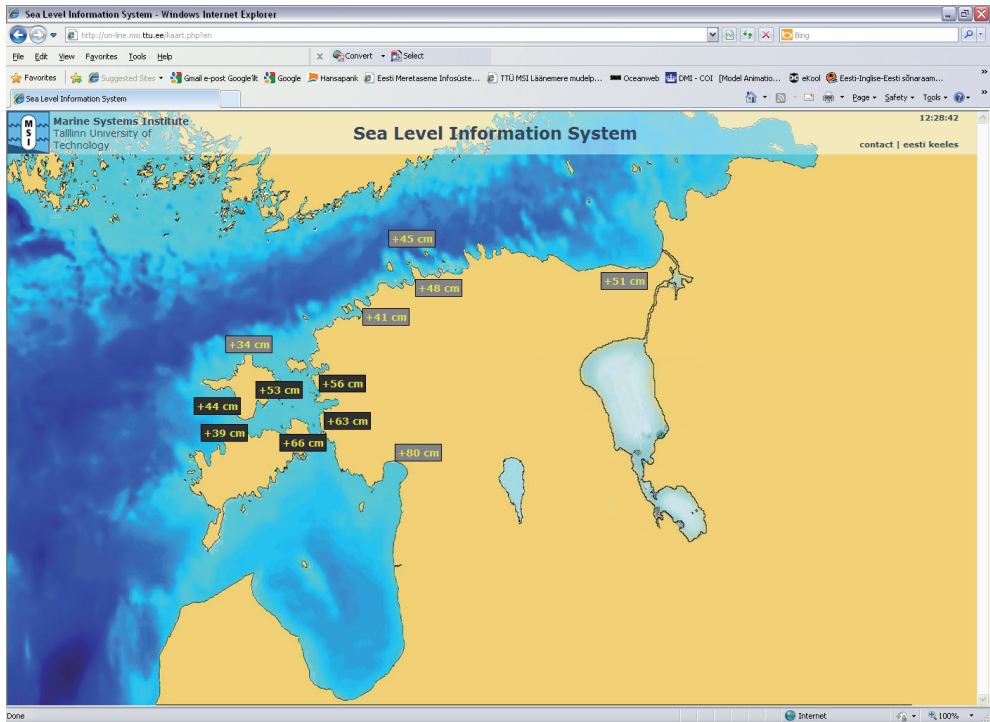 Sea Level Information System - Windows Internet Explorer
http://on-line.msi.ttu.ee/kaart.php?en
Bing
File Edit View Favorites Tools Help
x Convert Select
Favorites Suggested Sites Gmail e-post Google'lt Google Hansapank Eesti Meretaseme Infosüste... TTÜ MSI Läänemere mudelp... Oceanweb DMI - COI [Model Animatio... eKool Eesti-Inglise-Eesti sõnaraam... »
Sea Level Information System
Page Safety Tools »
M
S
I
Marine Systems Institute
Tallinn University of
Technology
Sea Level Information System
12:28:42
contact | eesti keeles
+45 cm
+48 cm
+51 cm
+41 cm
+34 cm
+56 cm
+53 cm
+44 cm
+63 cm
+39 cm
+66 cm
+80 cm
Done
Internet
100%